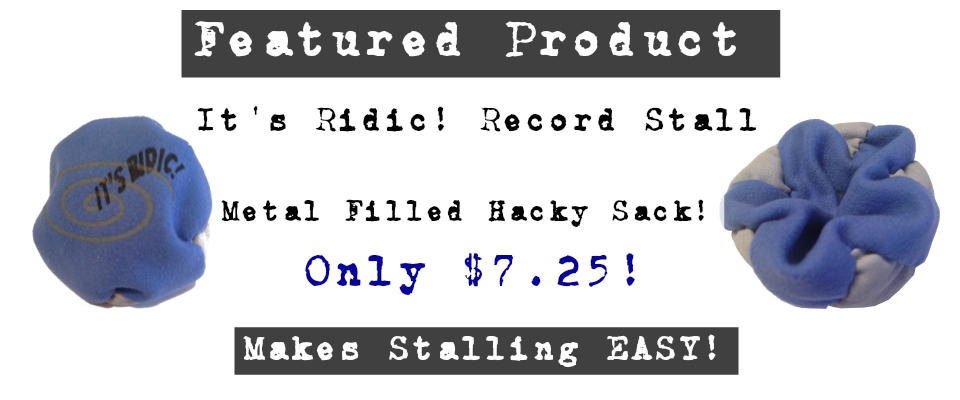 Featured Product
It's Ridic! Record Stall
IT'S RIDIC!
Metal Filled Hacky Sack!
Only $7.25!
Makes Stalling EASY!